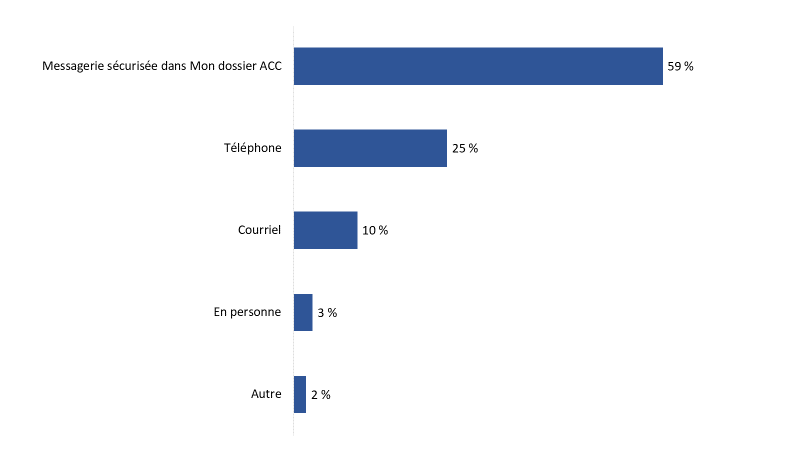 Messagerie sécurisée dans Mon dossier ACC 59 %
Téléphone 25 %
Courriel 10 %
En personne 3 %
Autre 2 %